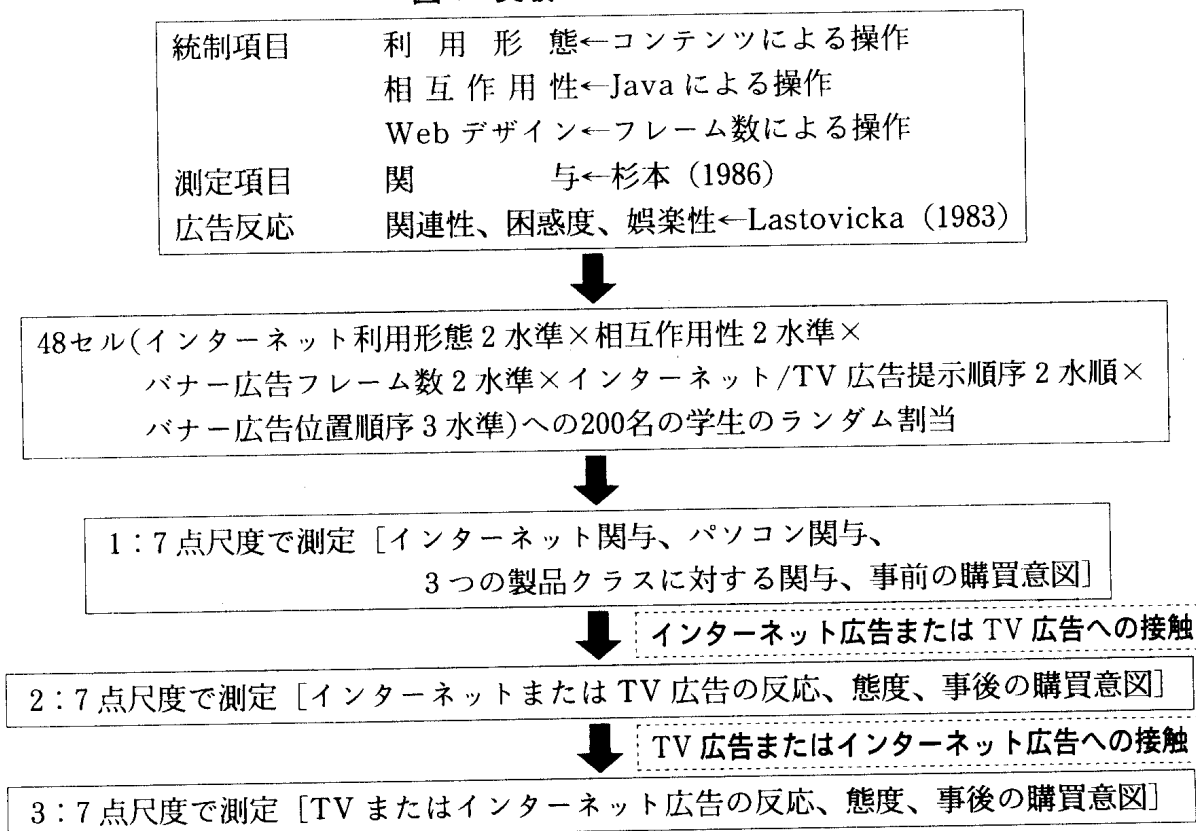 統制項目 利用形態←コンテンツによる操作
相互作用性←Javaによる操作
Webデザイン←フレーム数による操作
測定項目 関与←杉本（1986）
広告反応 関連性、困惑度、娯楽性←Lastovicka（1983）
48セル(インターネット利用形態2水準×相互作用性2水準×
バナー広告フレーム数2水準×インターネット/TV広告提示順序2水順×
バナー広告位置順序3水準)への200名の学生のランダム割当
1：7点尺度で測定［インターネット関与、パソコン関与、
3つの製品クラスに対する関与、事前の購買意図］
インターネット広告またはTV広告への接触
2：7点尺度で測定［インターネットまたはTV広告の反応、態度、事後の購買意図］
TV広告またはインターネット広告への接触
3：7点尺度で測定［TVまたはインターネット広告の反応、態度、事後の購買意図］